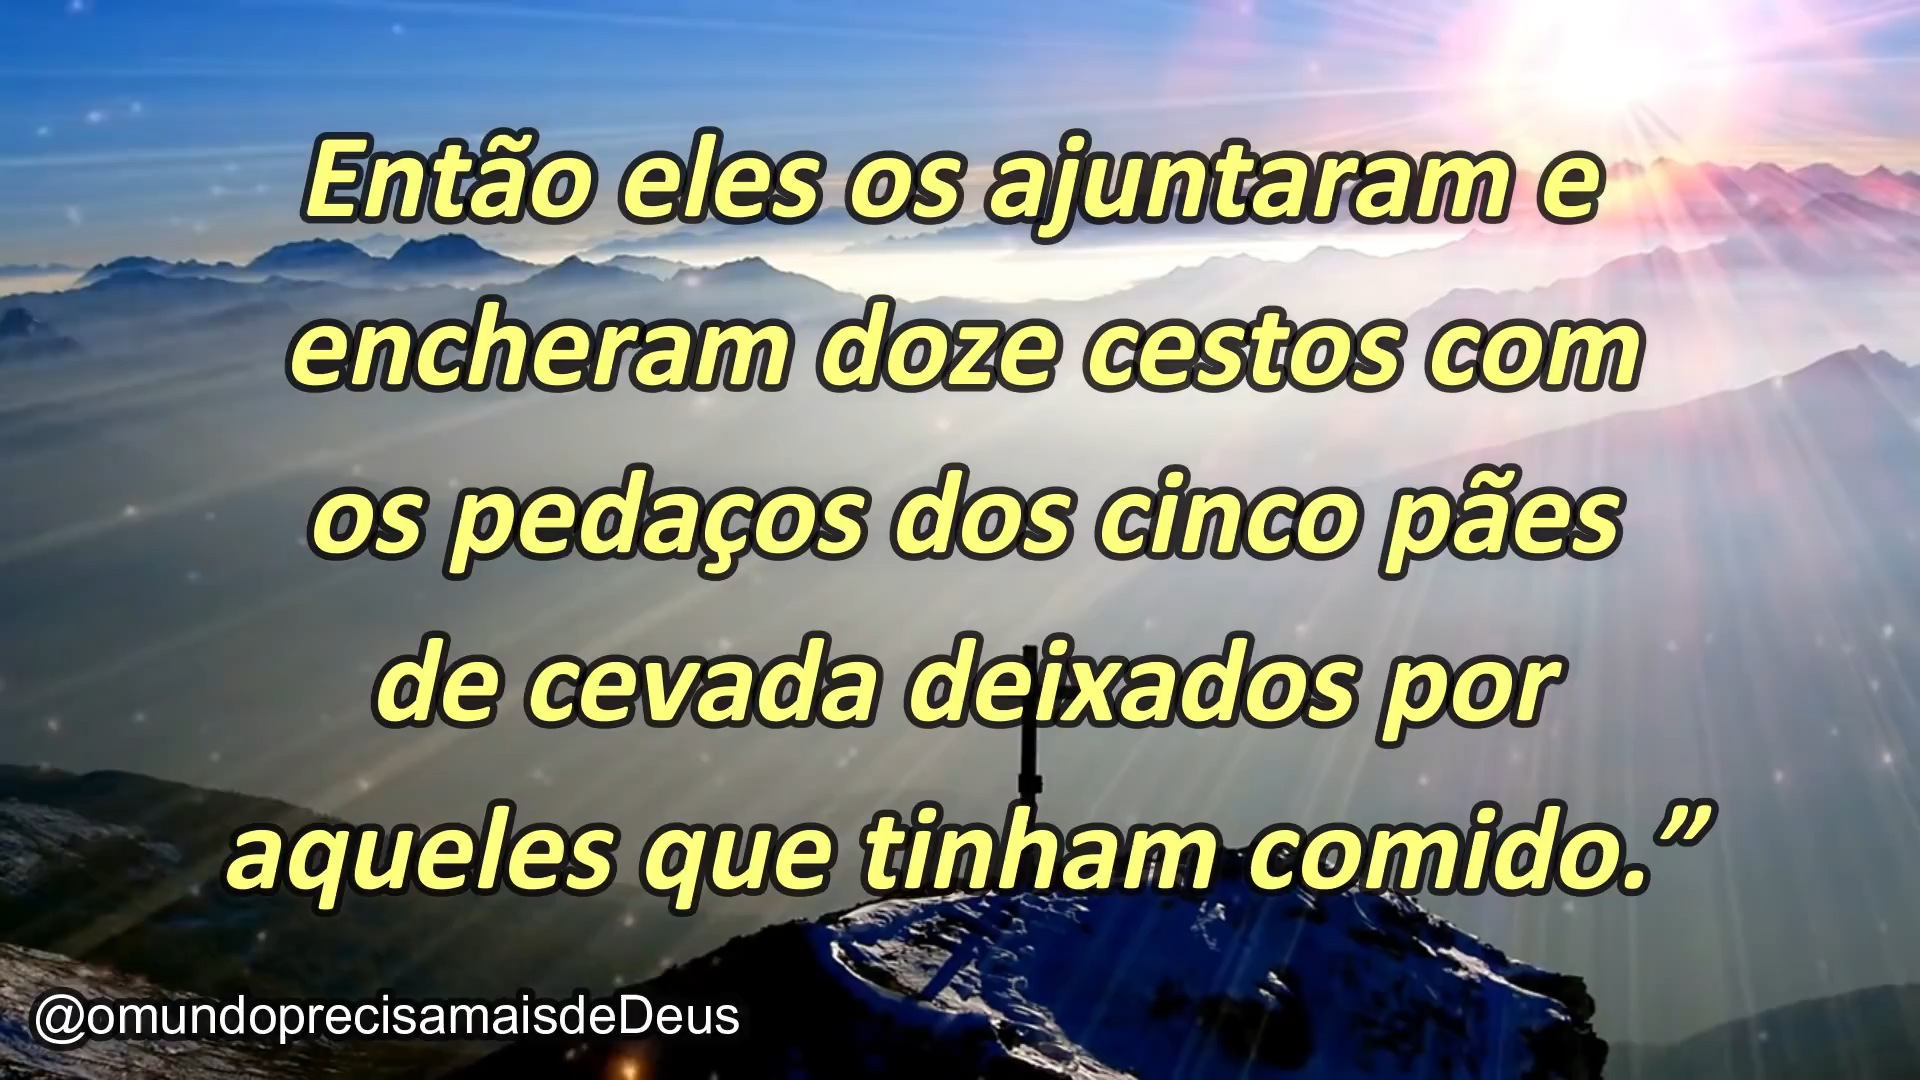 Então eles os ajuntaram e
encheram doze cestos com
os pedaços dos cinco pães
de cevada deixados por
aqueles que tinham comido.”
@omundoprecisamaisdeDeus